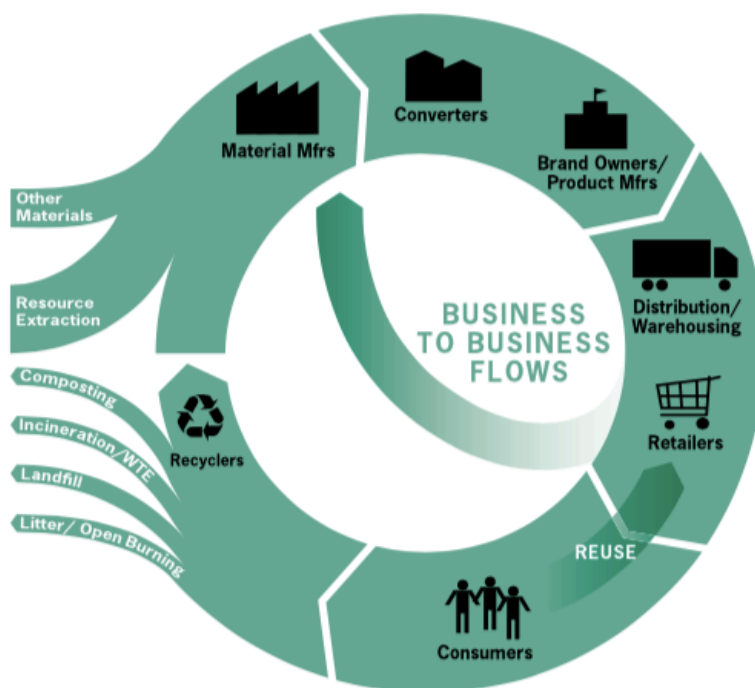 Converters
Material Mfrs
Brand Owners/
Product Mfrs
Other
Materials
Resource
Extraction
Distribution/
Warehousing
BUSINESS
TO BUSINESS
FLOWS
Composting
Incineration/WTE
Landfill
Litter/ Open Burning
Recyclers
Retailers
REUSE
Consumers